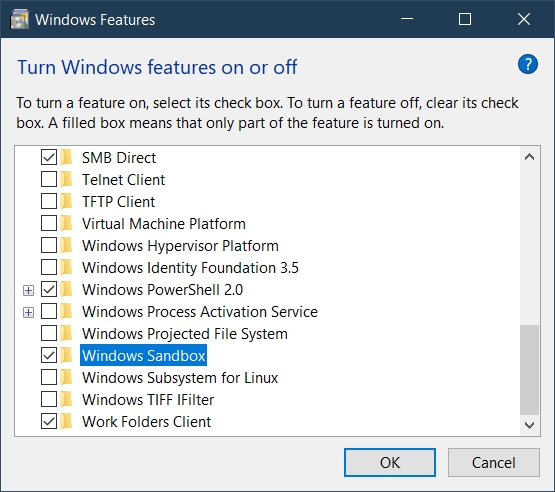 Windows Features
Turn Windows features on or off
?
To turn a feature on, select its check box. To turn a feature off, clear its check
box. A filled box means that only part of the feature is turned on.
SMB Direct
Telnet Client
TFTP Client
Virtual Machine Platform
Windows Hypervisor Platform
Windows Identity Foundation 3.5
Windows PowerShell 2.0
Windows Process Activation Service
Windows Projected File System
Windows Sandbox
Windows Subsystem for Linux
Windows TIFF IFilter
Work Folders Client
OK
Cancel